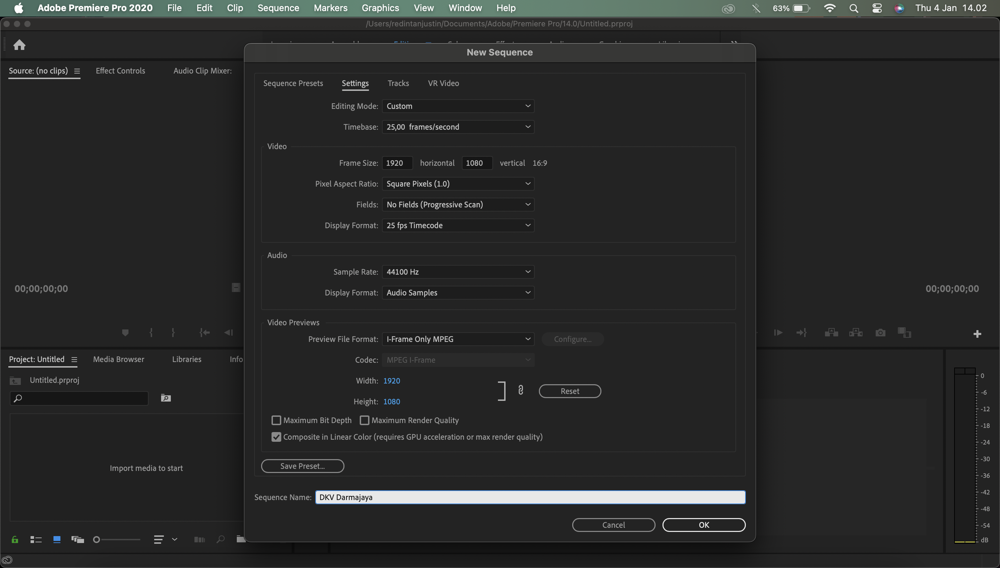 Adobe Premiere Pro 2020 File Edit Clip Sequence Markers Graphics View Window Help 63% Thu 4 Jan 14.02
/Users/redintanjustin/Documents/Adobe/Premiere Pro/14.0/Untitled.prproj
New Sequence
Source: (no clips) Effect Controls Audio Clip Mixer:
Sequence Presets Settings Tracks VR Video
Editing Mode: Custom
Timebase: 25,00 frames/second
Video
Frame Size: 1920 horizontal 1080 vertical 16:9
Pixel Aspect Ratio: Square Pixels (1.0)
Fields: No Fields (Progressive Scan)
Display Format: 25 fps Timecode
Audio
Sample Rate: 44100 Hz
Display Format: Audio Samples
00;00;00;00
00;00;00;00
Video Previews
Preview File Format: I-Frame Only MPEG Configure...
Codec: MPEG I-Frame
Width: 1920
Height: 1080
Reset
Maximum Bit Depth Maximum Render Quality
Composite in Linear Color (requires GPU acceleration or max render quality)
Save Preset...
Sequence Name: DKV Darmajaya
Cancel OK
Project: Untitled Media Browser Libraries Info
Untitled.prproj
Import media to start
0
-6
-12
-18
-24
-30
-36
-42
-48
-54
dB